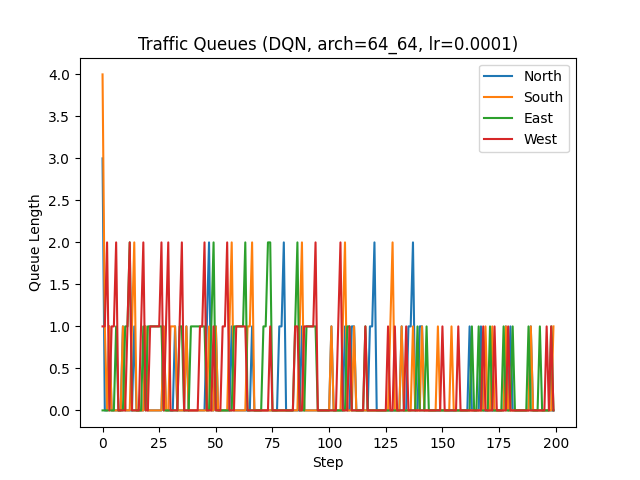 Traffic Queues (DQN, arch=64_64, lr=0.0001)
North
South
East
West
Queue Length
4.0
3.5
3.0
2.5
2.0
1.5
1.0
0.5
0.0
0 25 50 75 100 125 150 175 200
Step